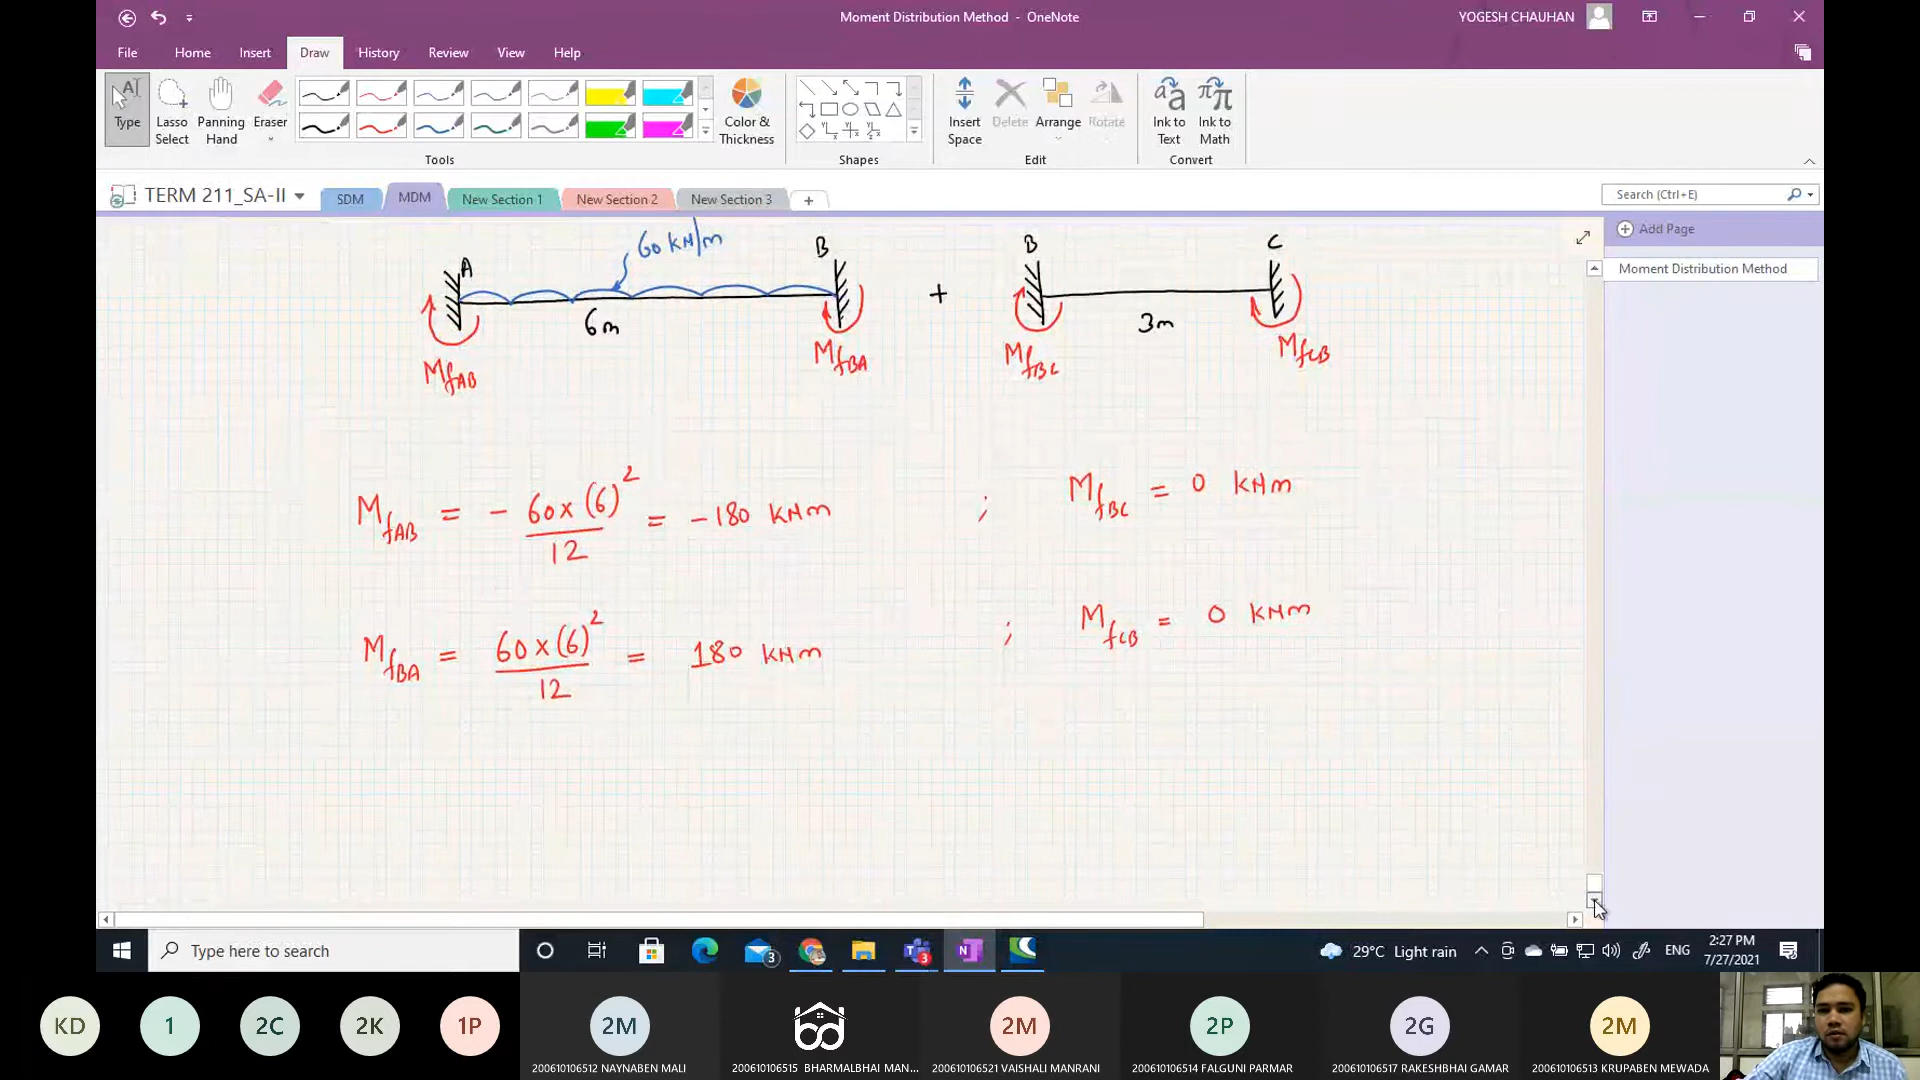 Moment Distribution Method - OneNote
YOGESH CHAUHAN
File Home Insert Draw History Review View Help
Type
Lasso Select
Panning Hand
Eraser
Color & Thickness
Insert Space
Delete
Arrange
Rotate
Ink to Text
Ink to Math
Tools Shapes Edit Convert
TERM 211_SA-II SDM MDM New Section 1 New Section 2 New Section 3 +
Search (Ctrl+E)
Add Page
Moment Distribution Method
60 kN/m
A B + B C
6m 3m
MfAB MfBA MfBC MfCB
MfAB = - 60x(6)²/12 = -180 kNm ; MfBC = 0 kNm
MfBA = 60x(6)²/12 = 180 kNm ; MfCB = 0 kNm
Type here to search
3
3
29°C Light rain
ENG
2:27 PM
7/27/2021
KD 1 2C 2K 1P 2M bd 2M 2P 2G 2M
200610106512 NAYNABEN MALI
200610106515 BHARMALBHAI MAN...
200610106521 VAISHALI MANRANI
200610106514 FALGUNI PARMAR
200610106517 RAKESHBHAI GAMAR
200610106513 KRUPABEN MEWADA